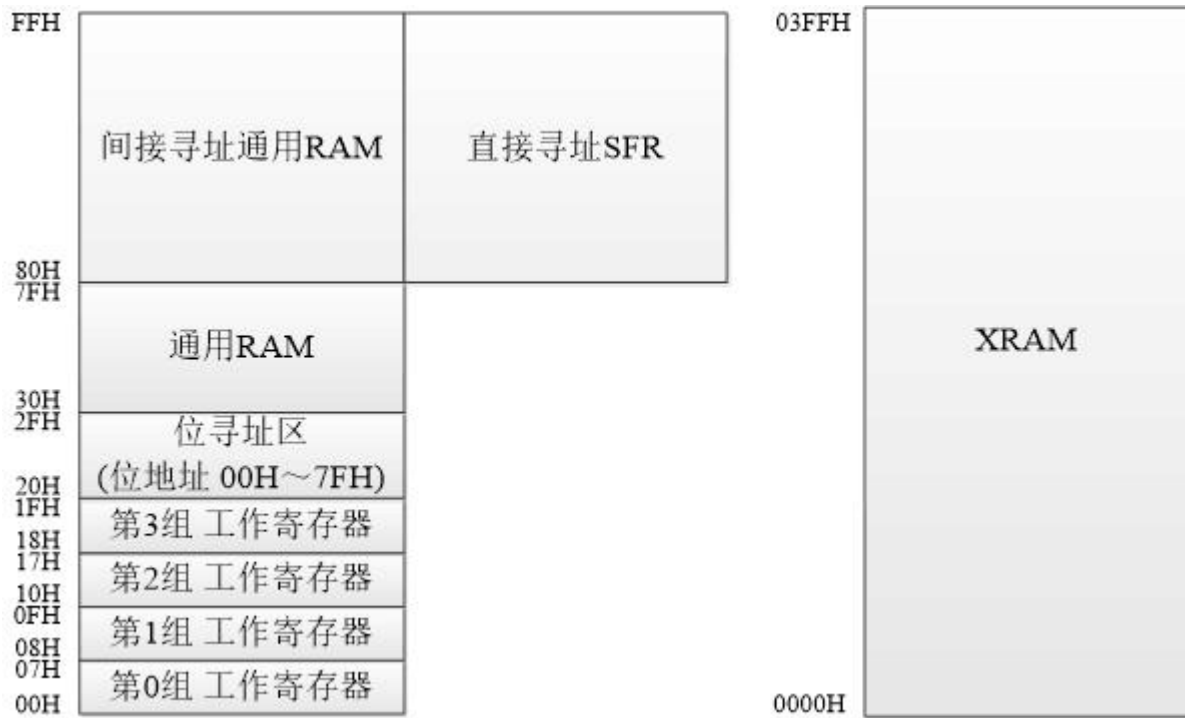 FFH
间接寻址通用RAM
直接寻址SFR
80H
7FH
通用RAM
30H
2FH
位寻址区
(位地址 00H～7FH)
20H
1FH
第3组 工作寄存器
18H
17H
第2组 工作寄存器
10H
0FH
第1组 工作寄存器
08H
07H
第0组 工作寄存器
00H
03FFH
XRAM
0000H